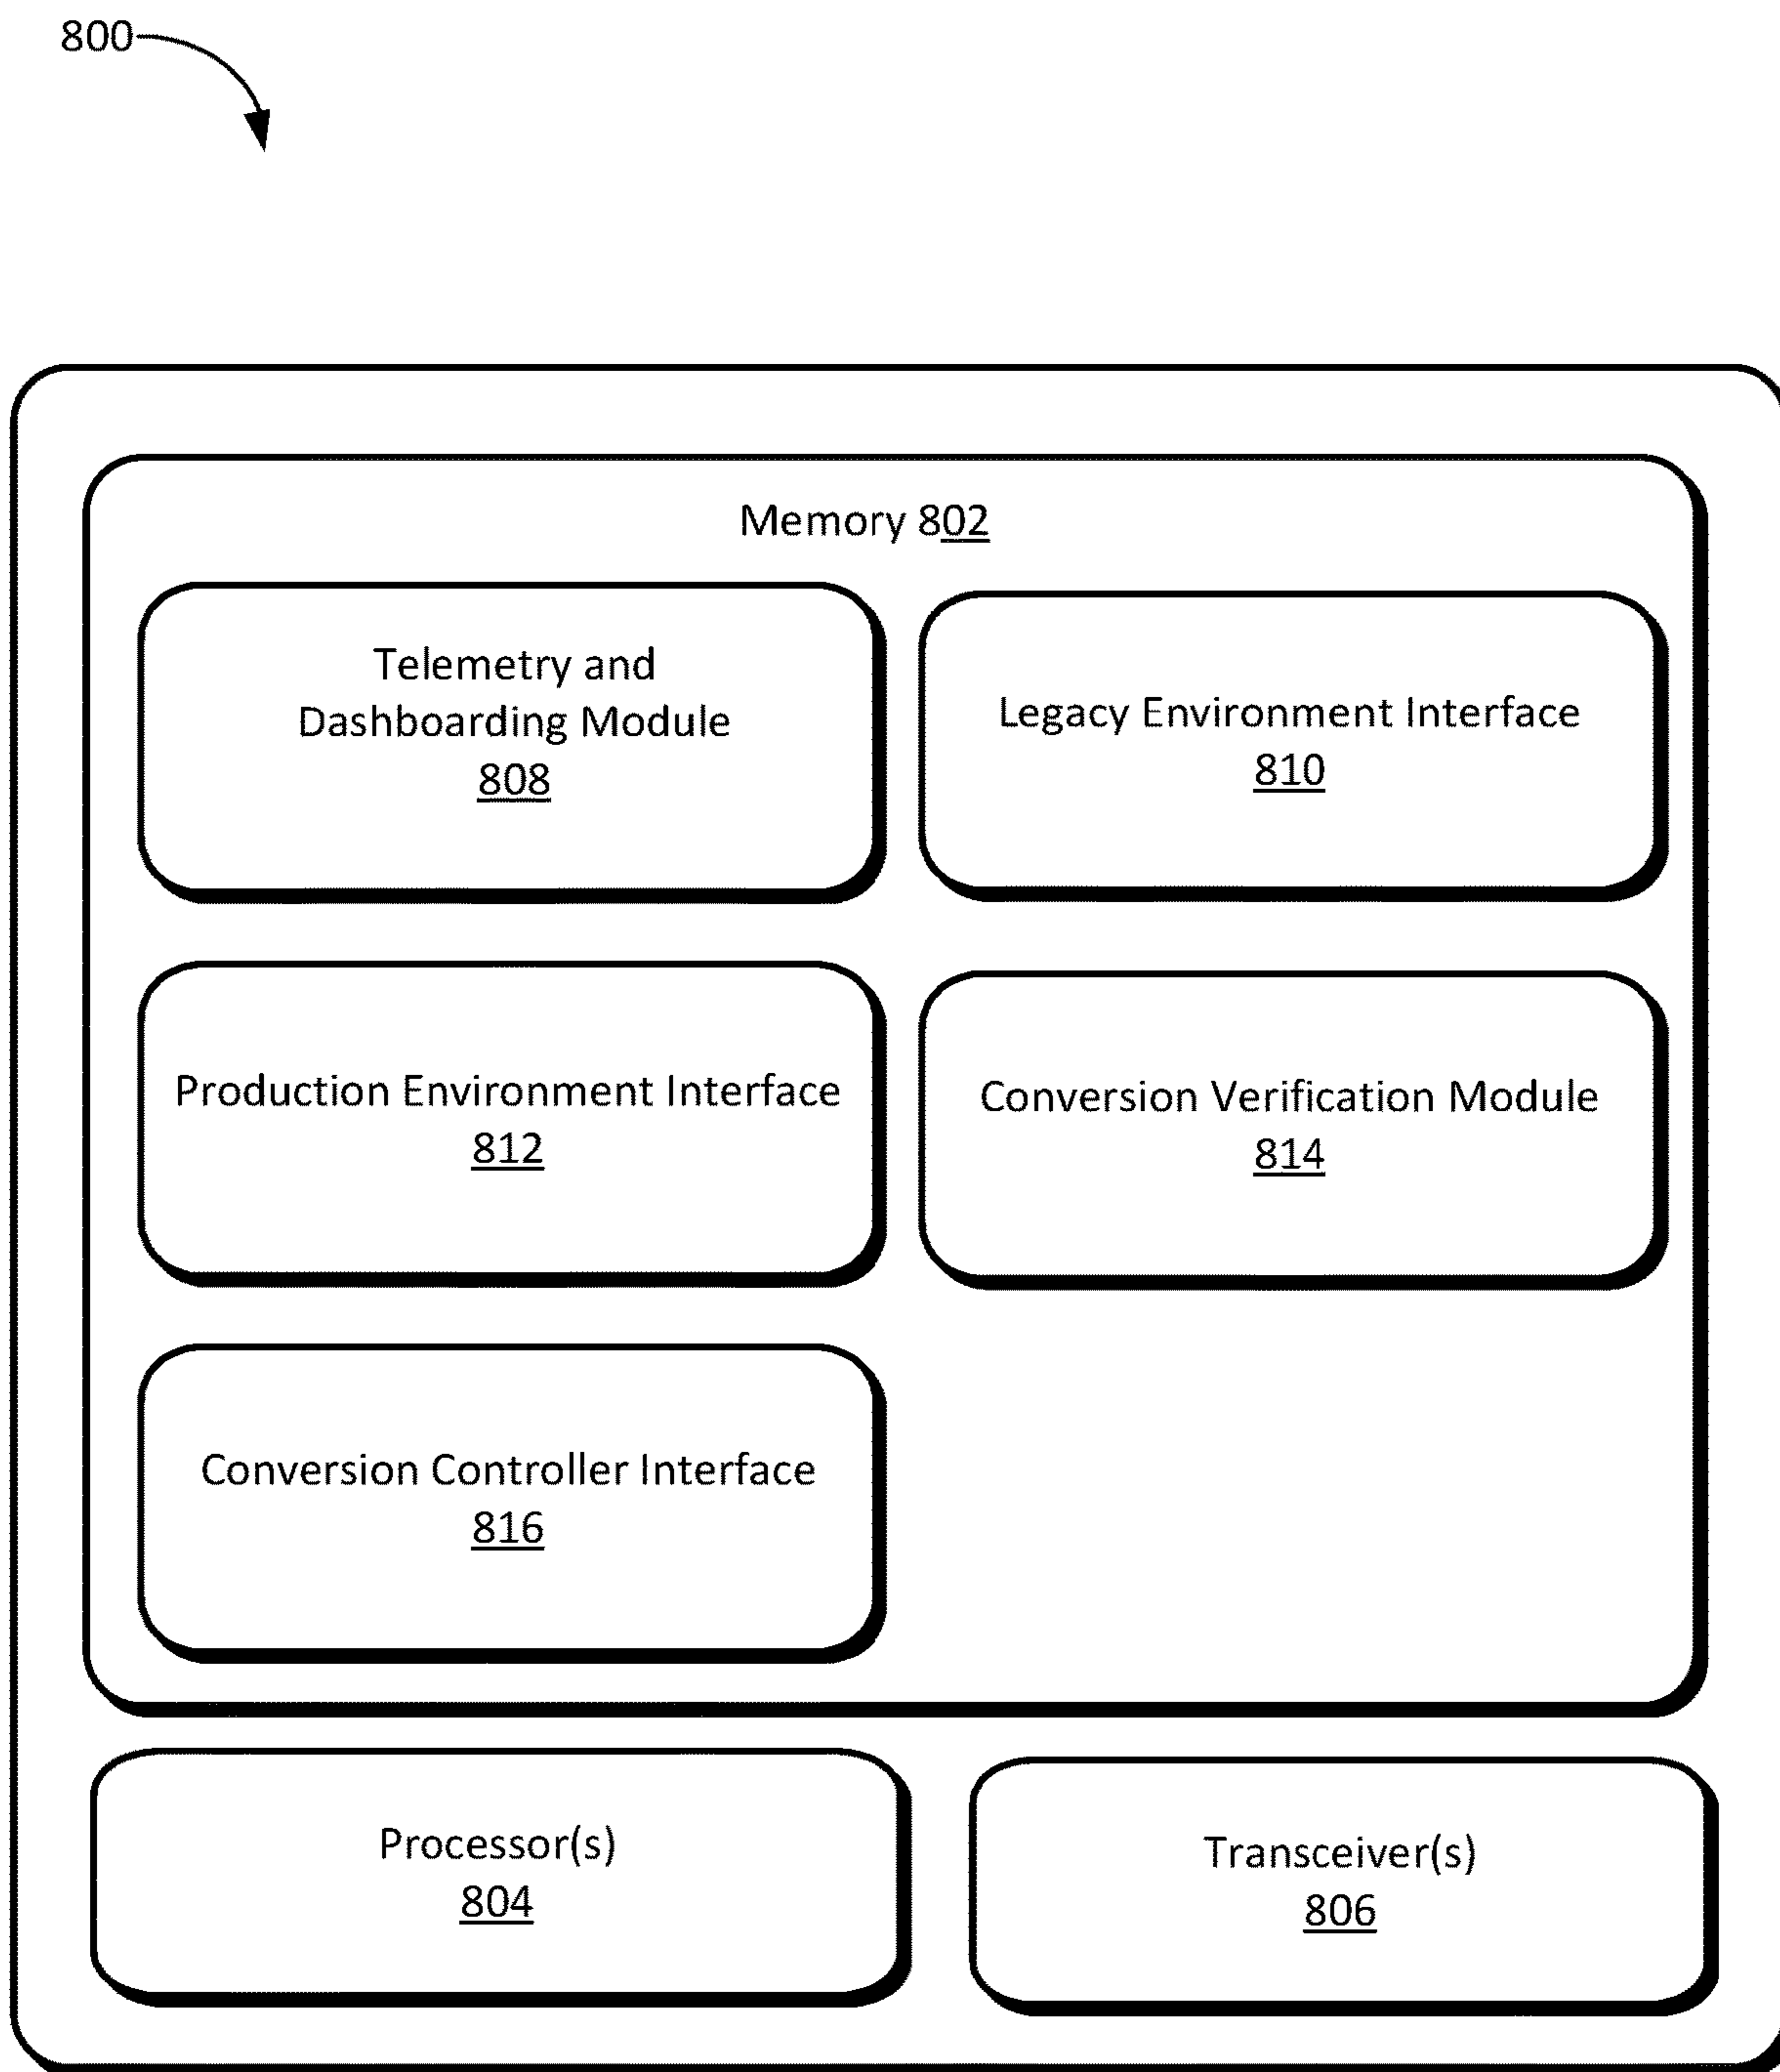 800
Memory 802
Telemetry and
Dashboarding Module
808
Legacy Environment Interface
810
Production Environment Interface
812
Conversion Verification Module
814
Conversion Controller Interface
816
Processor(s)
804
Transceiver(s)
806